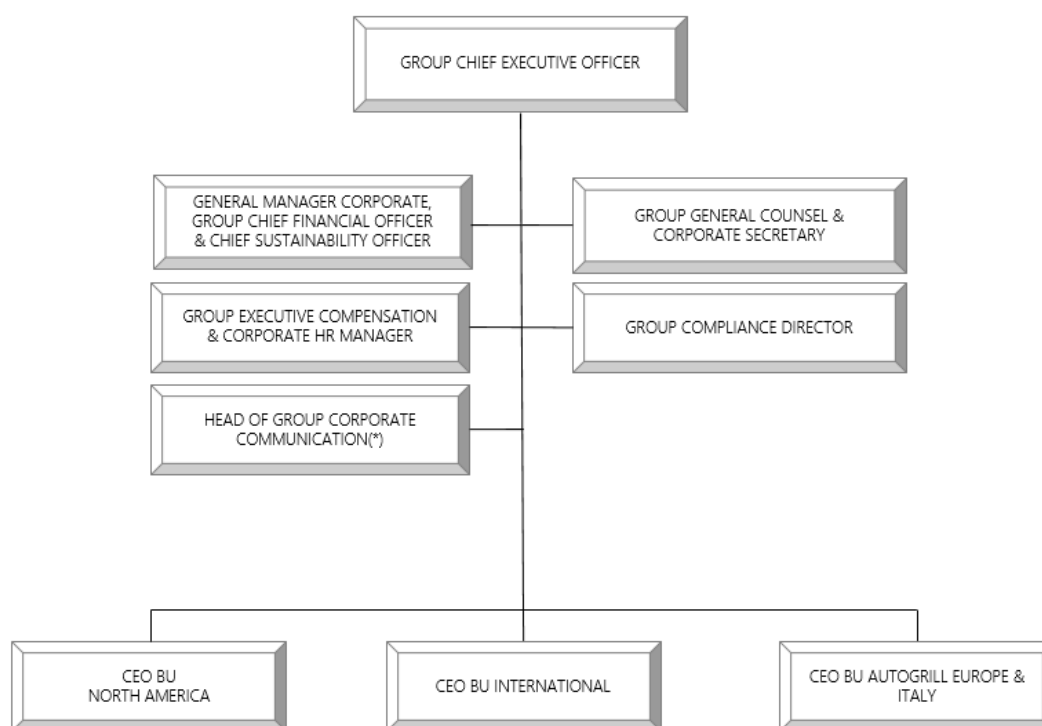 GROUP CHIEF EXECUTIVE OFFICER
GENERAL MANAGER CORPORATE,
GROUP CHIEF FINANCIAL OFFICER
& CHIEF SUSTAINABILITY OFFICER
GROUP GENERAL COUNSEL &
CORPORATE SECRETARY
GROUP EXECUTIVE COMPENSATION
& CORPORATE HR MANAGER
GROUP COMPLIANCE DIRECTOR
HEAD OF GROUP CORPORATE
COMMUNICATION(*)
CEO BU
NORTH AMERICA
CEO BU INTERNATIONAL
CEO BU AUTOGRILL EUROPE &
ITALY